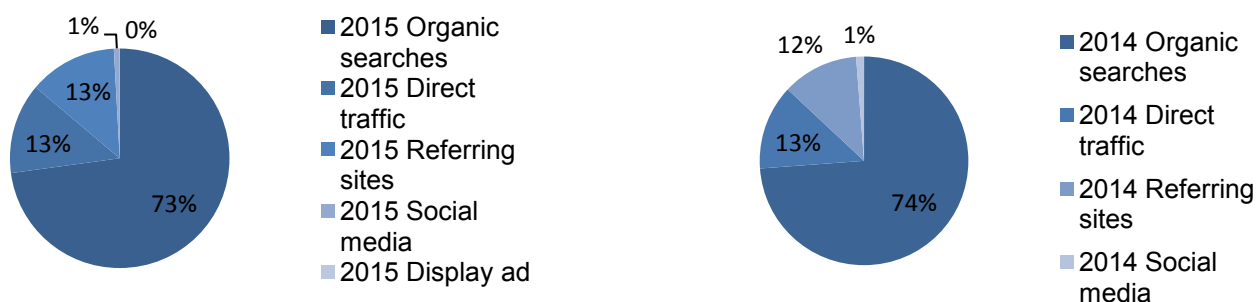 1%
0%
13%
13%
73%
2015 Organic
searches
2015 Direct
traffic
2015 Referring
sites
2015 Social
media
2015 Display ad
12%
1%
13%
74%
2014 Organic
searches
2014 Direct
traffic
2014 Referring
sites
2014 Social
media